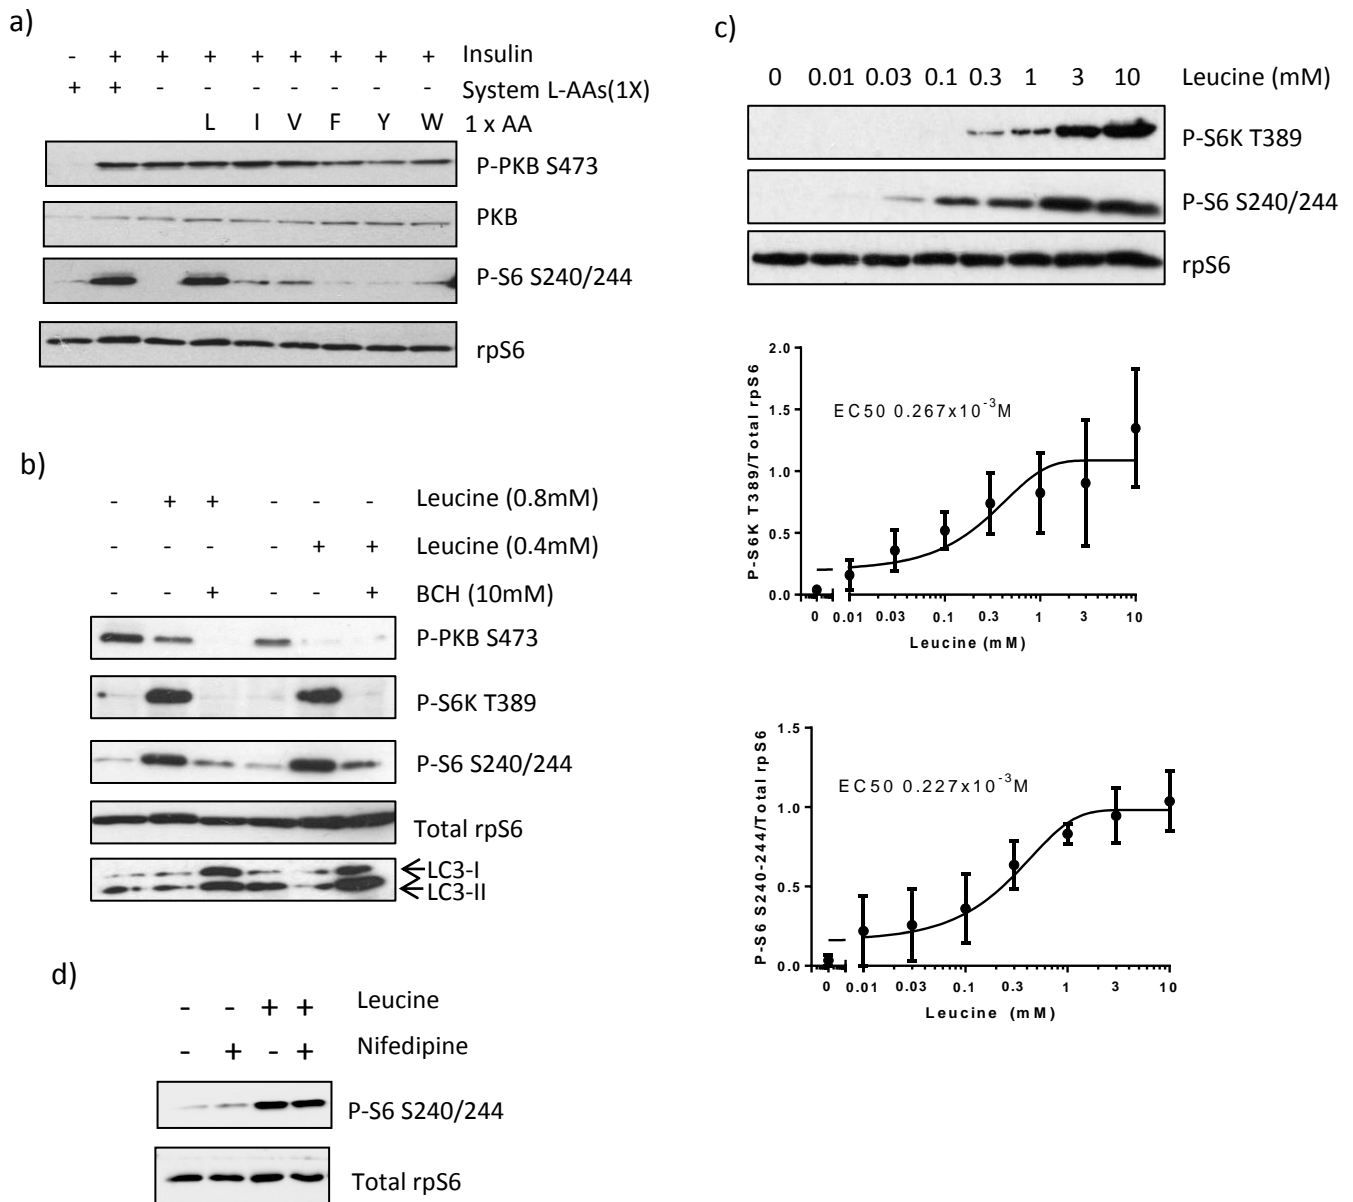 a)
- + + + + + + + + Insulin
+ + - - - - - - - System L-AAs(1X)
L I V F Y W 1 x AA
P-PKB S473
PKB
P-S6 S240/244
rpS6
b)
- + + - - - Leucine (0.8mM)
- - - - + + Leucine (0.4mM)
- - + - - + BCH (10mM)
P-PKB S473
P-S6K T389
P-S6 S240/244
Total rpS6
LC3-I
LC3-II
c)
0 0.01 0.03 0.1 0.3 1 3 10 Leucine (mM)
P-S6K T389
P-S6 S240/244
rpS6
P-S6K T389/Total rpS6
2.0
1.5
1.0
0.5
0.0
EC50 0.267x10⁻³M
0 0.01 0.03 0.1 0.3 1 3 10
Leucine (mM)
P-S6 S240-244/Total rpS6
1.5
1.0
0.5
0.0
EC50 0.227x10⁻³M
0 0.01 0.03 0.1 0.3 1 3 10
Leucine (mM)
d)
- - + + Leucine
- + - + Nifedipine
P-S6 S240/244
Total rpS6